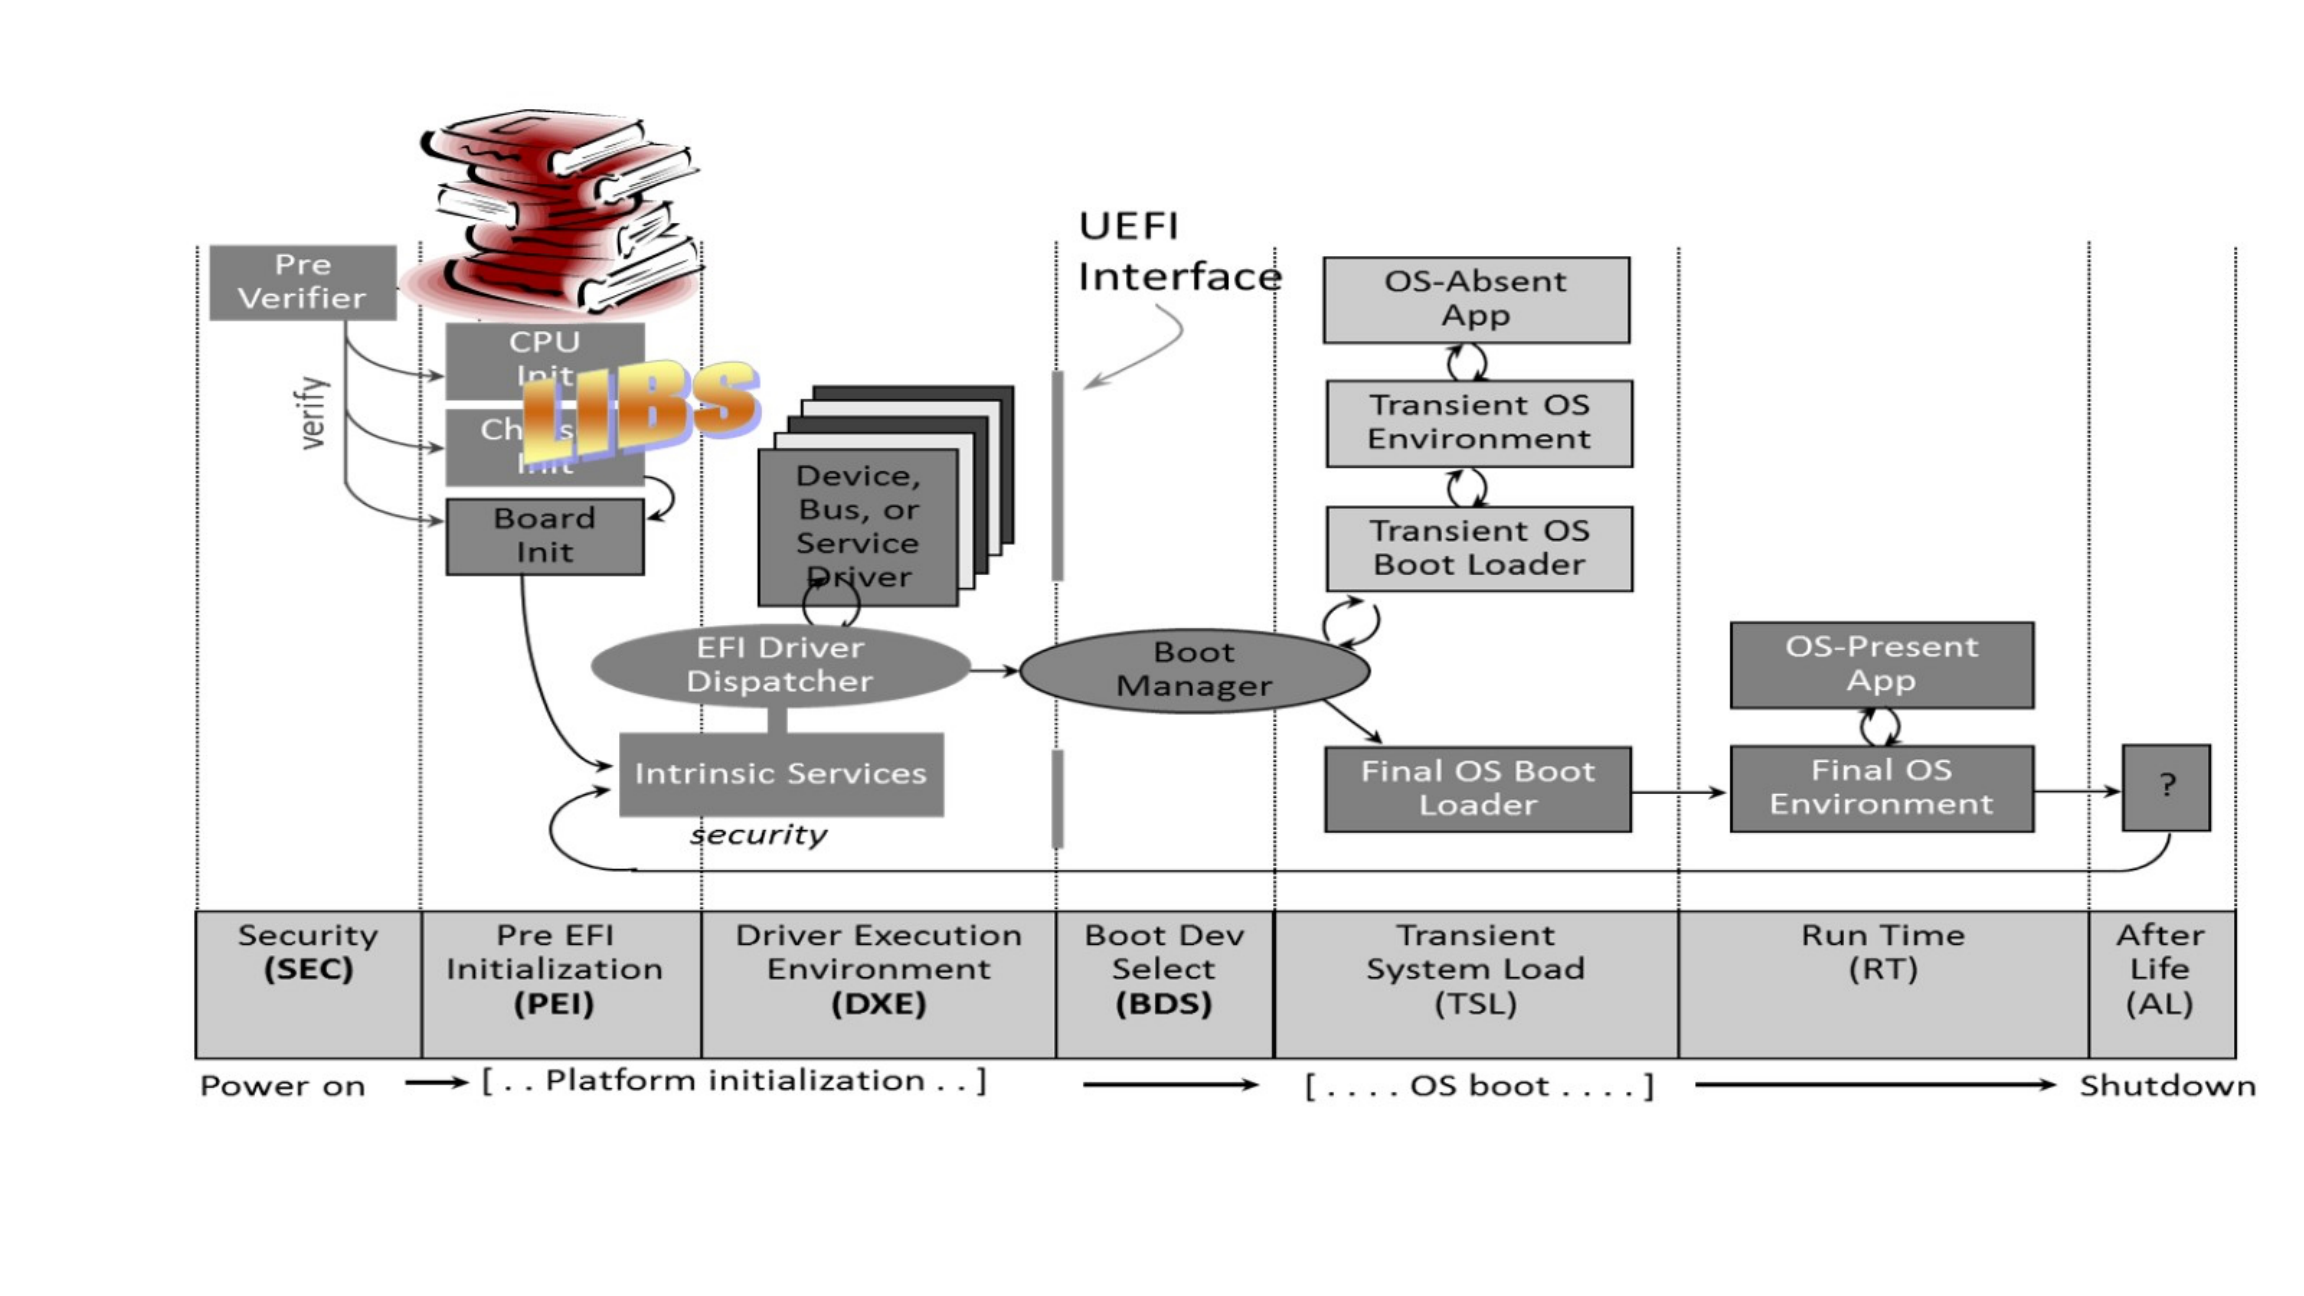 UEFI
Interface
Pre
Verifier
verify
CPU
Init
LIBS
Init
Board
Init
Device,
Bus, or
Service
Driver
EFI Driver
Dispatcher
Intrinsic Services
security
Boot
Manager
OS-Absent
App
Transient OS
Environment
Transient OS
Boot Loader
Final OS Boot
Loader
OS-Present
App
Final OS
Environment
?
Security
(SEC)
Pre EFI
Initialization
(PEI)
Driver Execution
Environment
(DXE)
Boot Dev
Select
(BDS)
Transient
System Load
(TSL)
Run Time
(RT)
After
Life
(AL)
Power on
[ . . Platform initialization . . ]
[ . . . . OS boot . . . . ]
Shutdown